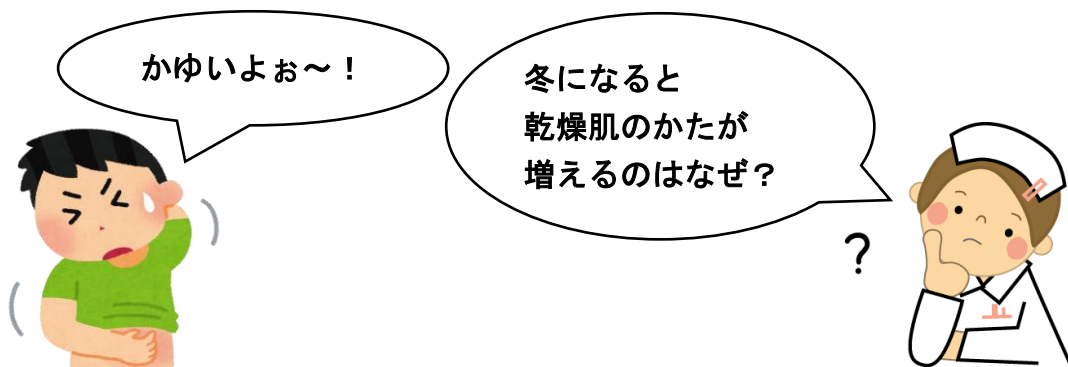 かゆいよぉ～！
冬になると
乾燥肌のかたが
増えるのはなぜ？
？